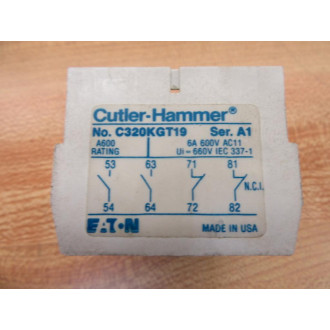 Cutler-Hammer®
No. C320KGT19 Ser. A1
A600 6A 600V AC11
RATING Ui-660V IEC 337-1
53 63 71 81
N.C.I.
54 64 72 82
EATON MADE IN USA